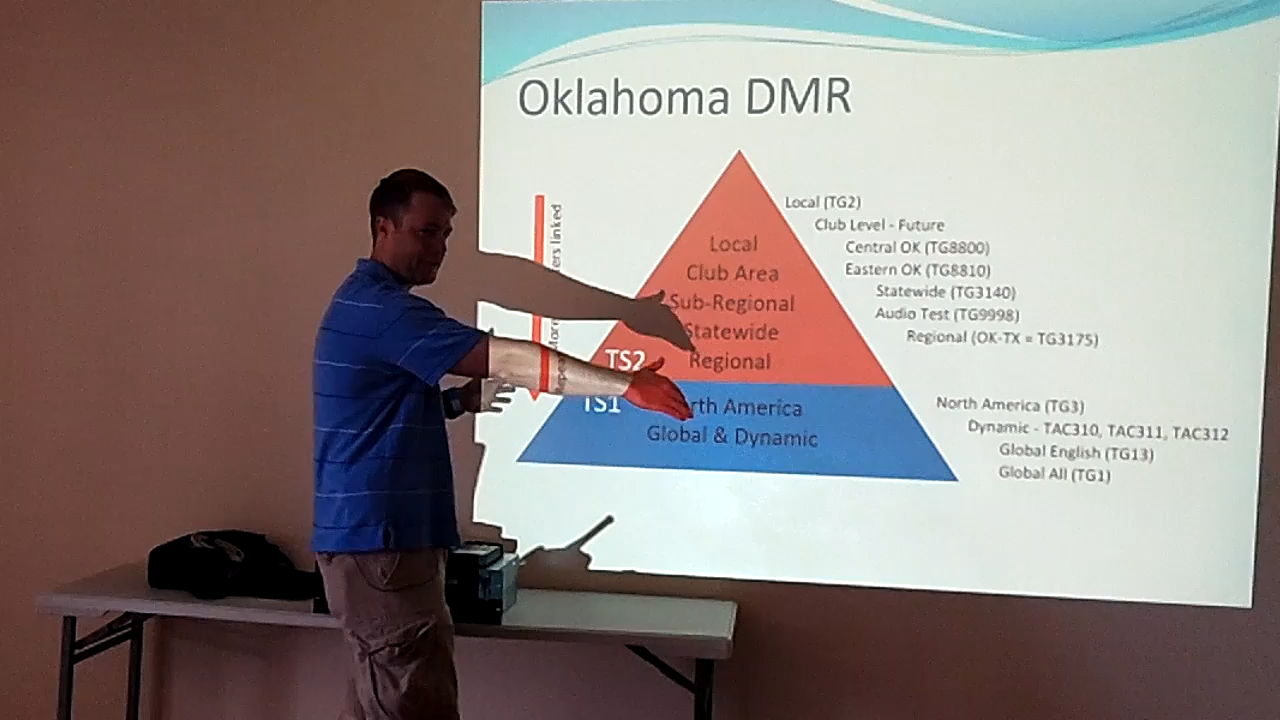 Oklahoma DMR
Local
Club Area
Sub-Regional
Statewide
Regional
TS2
TS1
North America
Global & Dynamic
Local (TG2)
Club Level - Future
Central OK (TG8800)
Eastern OK (TG8810)
Statewide (TG3140)
Audio Test (TG9998)
Regional (OK-TX = TG3175)
North America (TG3)
Dynamic - TAC310, TAC311, TAC312
Global English (TG13)
Global All (TG1)
linked